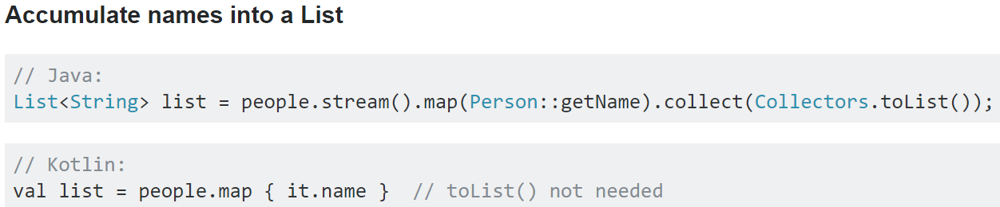 Accumulate names into a List
// Java:
List<String> list = people.stream().map(Person::getName).collect(Collectors.toList());
// Kotlin:
val list = people.map { it.name }  // toList() not needed